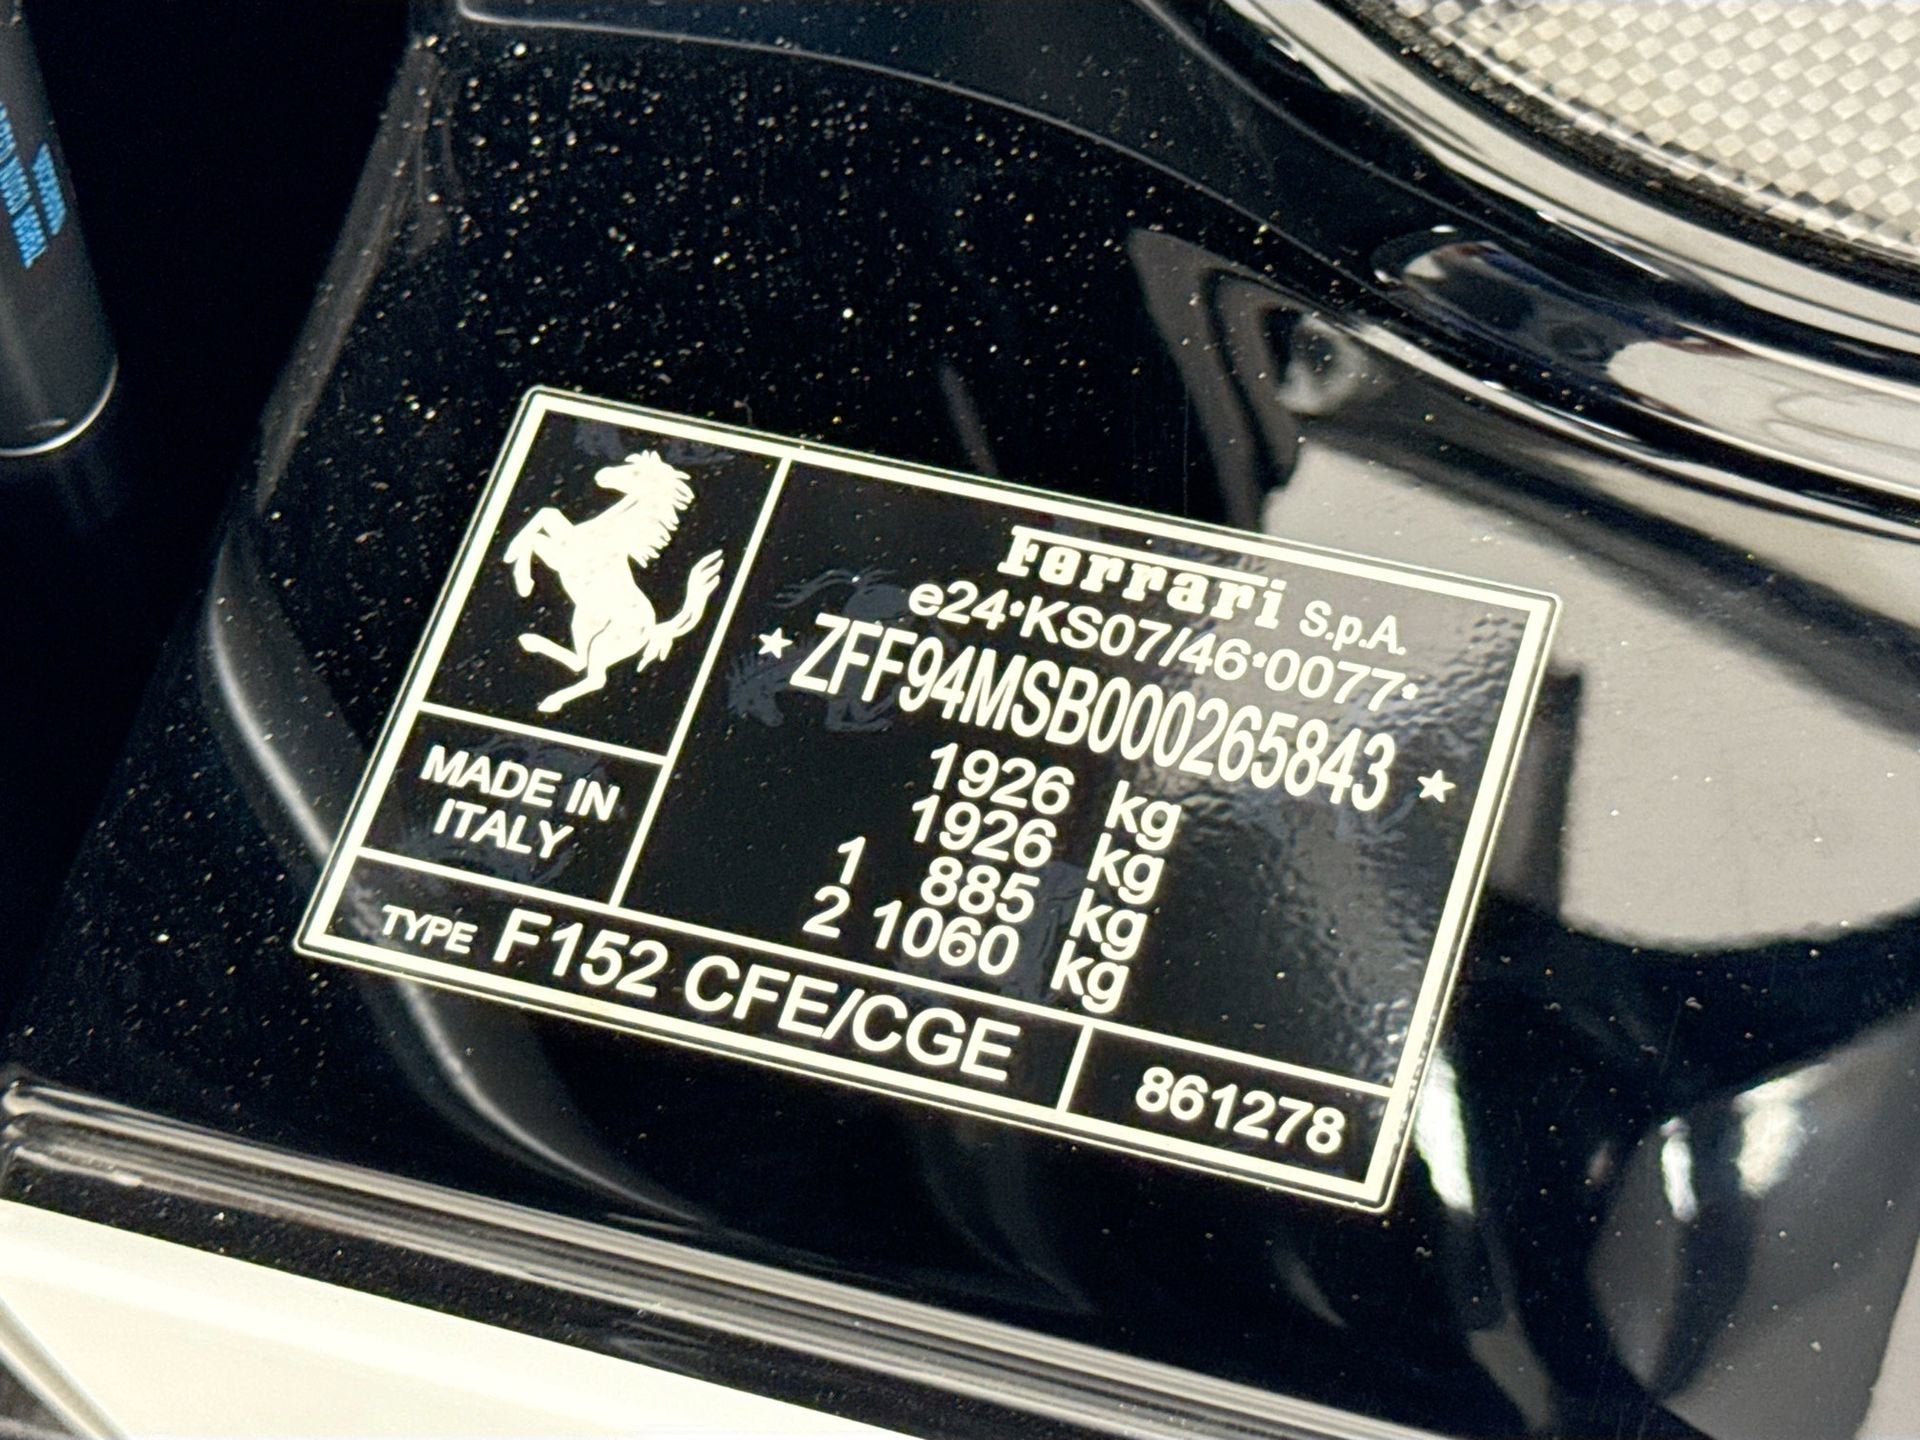 Ferrari S.p.A.
e24*KS07/46*0077*
★ ZFF94MSB000265843 ★
1926 kg
1926 kg
1 885 kg
2 1060 kg
MADE IN
ITALY
TYPE F152 CFE/CGE
861278